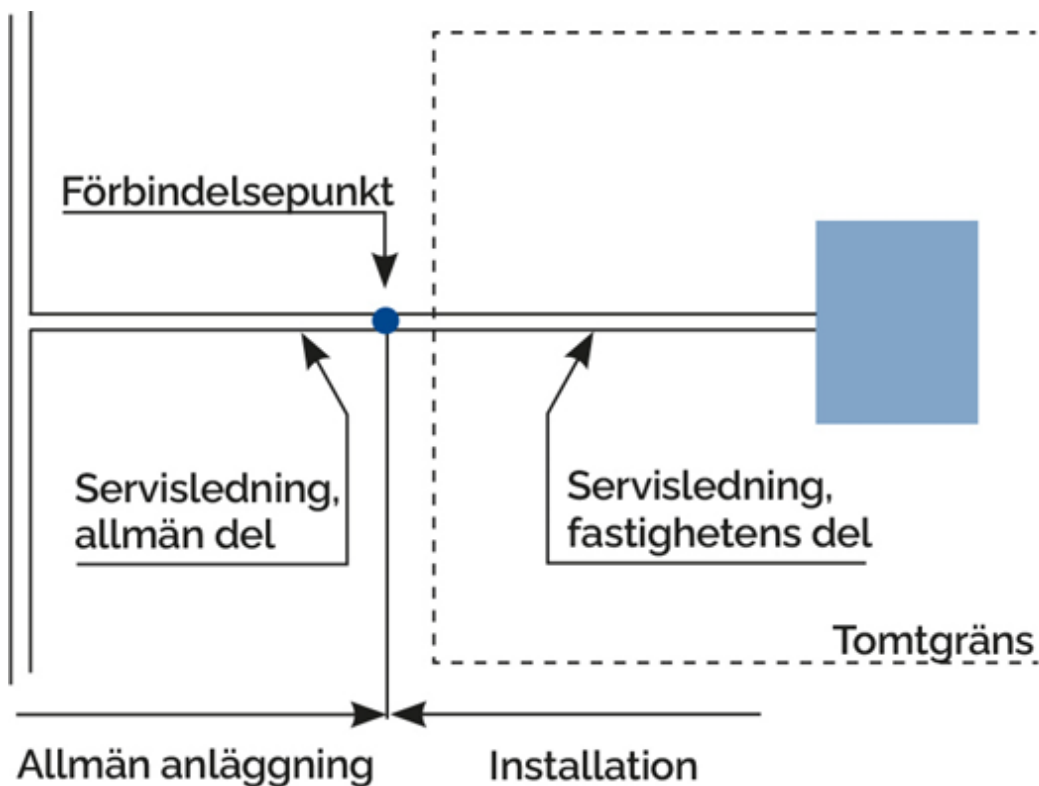 Förbindelsepunkt
Servisledning,
allmän del
Servisledning,
fastighetens del
Tomtgräns
Allmän anläggning
Installation